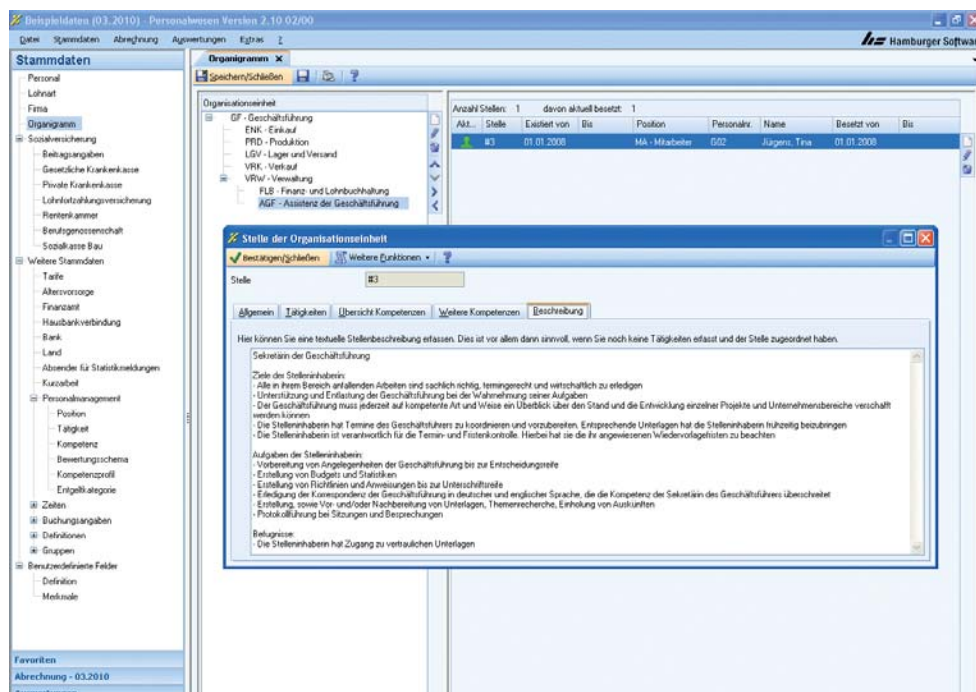 Beispieldaten (03.2010) - Personalwesen Version 2.10 02/00
Datei Stammdaten Abrechnung Auswertungen Extras ?
Hamburger Softwar
Stammdaten
Personal
Lohnart
Firma
Organigramm
Sozialversicherung
Beitragsangaben
Gesetzliche Krankenkasse
Private Krankenkasse
Lohnfortzahlungsversicherung
Rentenkammer
Berufsgenossenschaft
Sozialkasse Bau
Weitere Stammdaten
Tarife
Altersvorsorge
Finanzamt
Hausbankverbindung
Bank
Land
Absender für Statistikmeldungen
Kurzarbeit
Personalmanagement
Position
Tätigkeit
Kompetenz
Bewertungsschema
Kompetenzprofil
Entgeltkategorie
Zeiten
Buchungsangaben
Definitionen
Gruppen
Benutzerdefinierte Felder
Definition
Merkmale
Favoriten
Abrechnung - 03.2010
Organigramm X
Speichern/Schließen
Organisationseinheit
GF - Geschäftsführung
ENK - Einkauf
PRD - Produktion
LGV - Lager und Versand
VRK - Verkauf
VRW - Verwaltung
FLB - Finanz- und Lohnbuchhaltung
AGF - Assistenz der Geschäftsführung
Anzahl Stellen: 1 davon aktuell besetzt: 1
Akt... Stelle Existiert von Bis Position Personalnr. Name Besetzt von Bis
#3 01.01.2008 MA - Mitarbeiter G02 Jürgens, Tina 01.01.2008
Stelle der Organisationseinheit
Bestätigen/Schließen Weitere Funktionen ?
Stelle #3
Allgemein Tätigkeiten Übersicht Kompetenzen Weitere Kompetenzen Beschreibung
Hier können Sie eine textuelle Stellenbeschreibung erfassen. Dies ist vor allem dann sinnvoll, wenn Sie noch keine Tätigkeiten erfasst und der Stelle zugeordnet haben.
Sekretärin der Geschäftsführung
Ziele der Stelleninhaberin:
- Alle in ihrem Bereich anfallenden Arbeiten sind sachlich richtig, termingerecht und wirtschaftlich zu erledigen
- Unterstützung und Entlastung der Geschäftsführung bei der Wahrnehmung seiner Aufgaben
- Der Geschäftsführung muss jederzeit auf kompetente Art und Weise ein Überblick über den Stand und die Entwicklung einzelner Projekte und Unternehmensbereiche verschafft
werden können
- Die Stelleninhaberin hat Termine des Geschäftsführers zu koordinieren und vorzubereiten. Entsprechende Unterlagen hat die Stelleninhaberin frühzeitig beizubringen
- Die Stelleninhaberin ist verantwortlich für die Termin- und Fristenkontrolle. Hierbei hat sie die ihr angewiesenen Wiedervorlagefristen zu beachten
Aufgaben der Stelleninhaberin:
- Vorbereitung von Angelegenheiten der Geschäftsführung bis zur Entscheidungsreife
- Erstellung von Budgets und Statistiken
- Erstellung von Richtlinien und Anweisungen bis zur Unterschriftsreife
- Erledigung der Korrespondenz der Geschäftsführung in deutscher und englischer Sprache, die die Kompetenz der Sekretärin des Geschäftsführers überschreitet
- Erstellung, sowie Vor- und/oder Nachbereitung von Unterlagen, Themenrecherche, Einholung von Auskünften
- Protokollführung bei Sitzungen und Besprechungen
Befugnisse:
- Die Stelleninhaberin hat Zugang zu vertraulichen Unterlagen